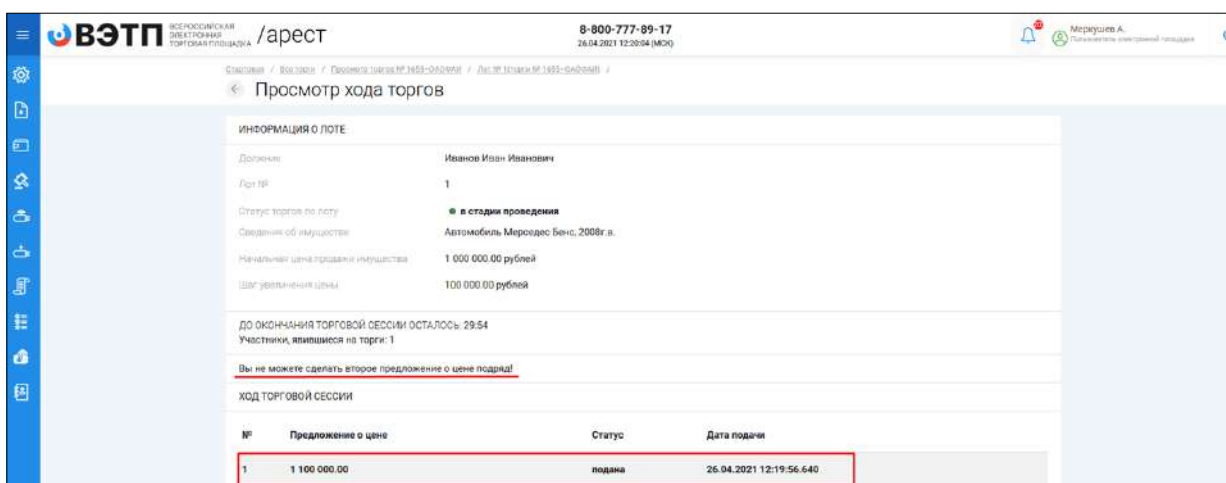 ВЭТП ВСЕРОССИЙСКАЯ ЭЛЕКТРОННАЯ ТОРГОВАЯ ПЛОЩАДКА /арест
8-800-777-89-17
26.04.2021 12:20:04 (МСК)
Меркушев А.
Пользователь электронной площадки
Просмотр хода торгов
ИНФОРМАЦИЯ О ЛОТЕ
Должник Иванов Иван Иванович
Лот № 1
Статус торгов по лоту в стадии проведения
Сведения об имуществе Автомобиль Мерседес Бенс, 2008г.в.
Начальная цена продажи имущества 1 000 000.00 рублей
Шаг увеличения цены 100 000.00 рублей
ДО ОКОНЧАНИЯ ТОРГОВОЙ СЕССИИ ОСТАЛОСЬ: 29:54
Участники, явившиеся на торги: 1
Вы не можете сделать второе предложение о цене подряд!
ХОД ТОРГОВОЙ СЕССИИ
№ Предложение о цене Статус Дата подачи
1 1 100 000.00 подана 26.04.2021 12:19:56.640